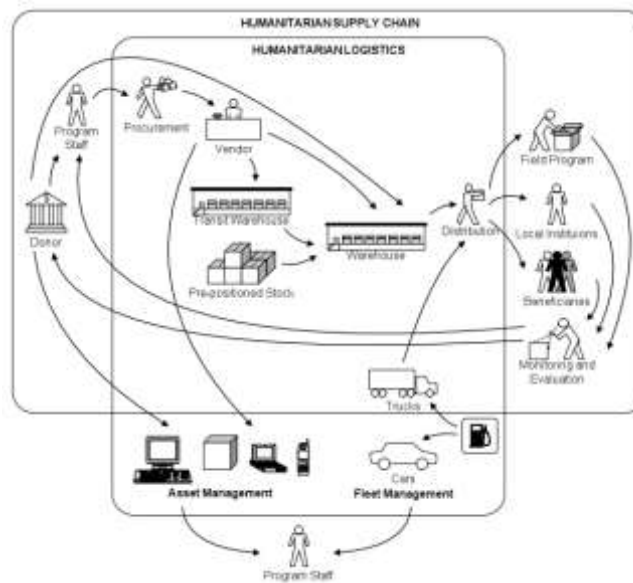 HUMANITARIAN SUPPLY CHAIN
HUMANITARIAN LOGISTICS
Program
Staff
Procurement
Vendor
Field Program
Donor
Transit Warehouse
Warehouse
Distribution
Local Instituions
Pre-positioned Stock
Beneficiaries
Monitoring and
Evaluation
Trucks
Cars
Asset Management
Fleet Management
Program Staff